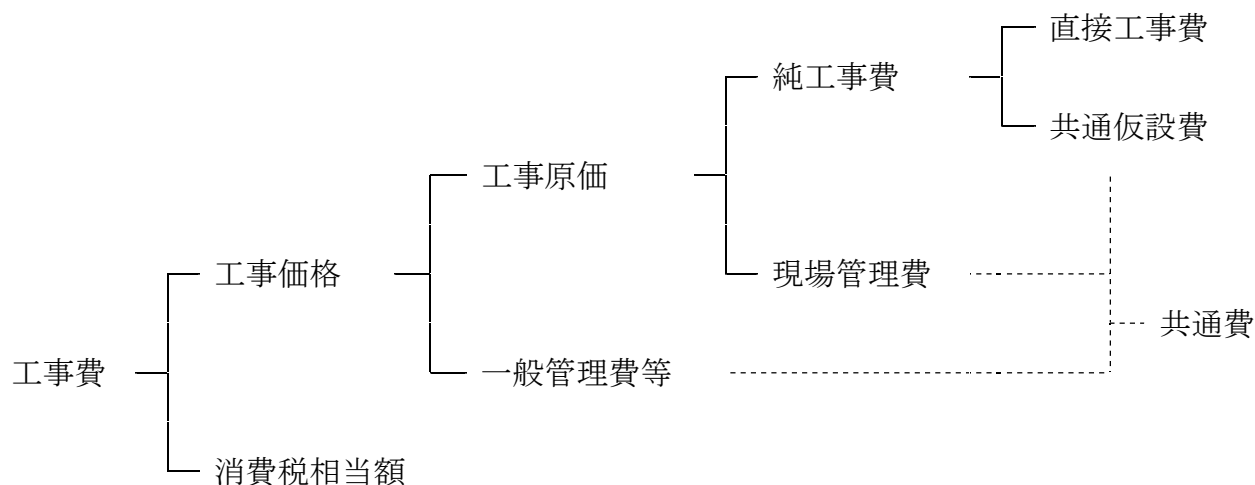 直接工事費
純工事費
共通仮設費
工事原価
工事価格
現場管理費
共通費
工事費
一般管理費等
消費税相当額